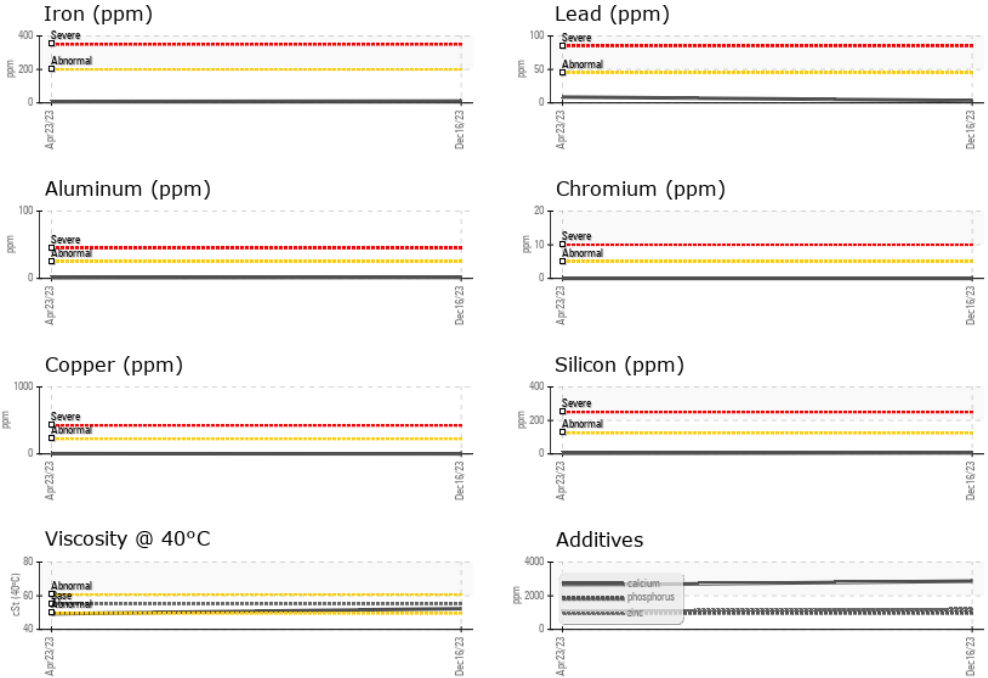 Iron (ppm)
400
200
0
ppm
Severe
Abnormal
Apr23/23
Dec16/23
Lead (ppm)
100
50
0
ppm
Severe
Abnormal
Apr23/23
Dec16/23
Aluminum (ppm)
100
0
ppm
Severe
Abnormal
Apr23/23
Dec16/23
Chromium (ppm)
20
10
0
ppm
Severe
Abnormal
Apr23/23
Dec16/23
Copper (ppm)
1000
0
ppm
Severe
Abnormal
Apr23/23
Dec16/23
Silicon (ppm)
400
200
0
ppm
Severe
Abnormal
Apr23/23
Dec16/23
Viscosity @ 40°C
80
60
40
cSt (40°C)
Abnormal
Base
Abnormal
Apr23/23
Dec16/23
Additives
4000
2000
0
ppm
calcium
phosphorus
zinc
Apr23/23
Dec16/23